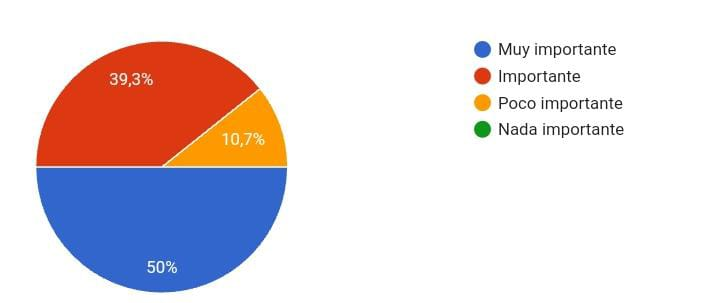 39,3%
10,7%
50%
Muy importante
Importante
Poco importante
Nada importante